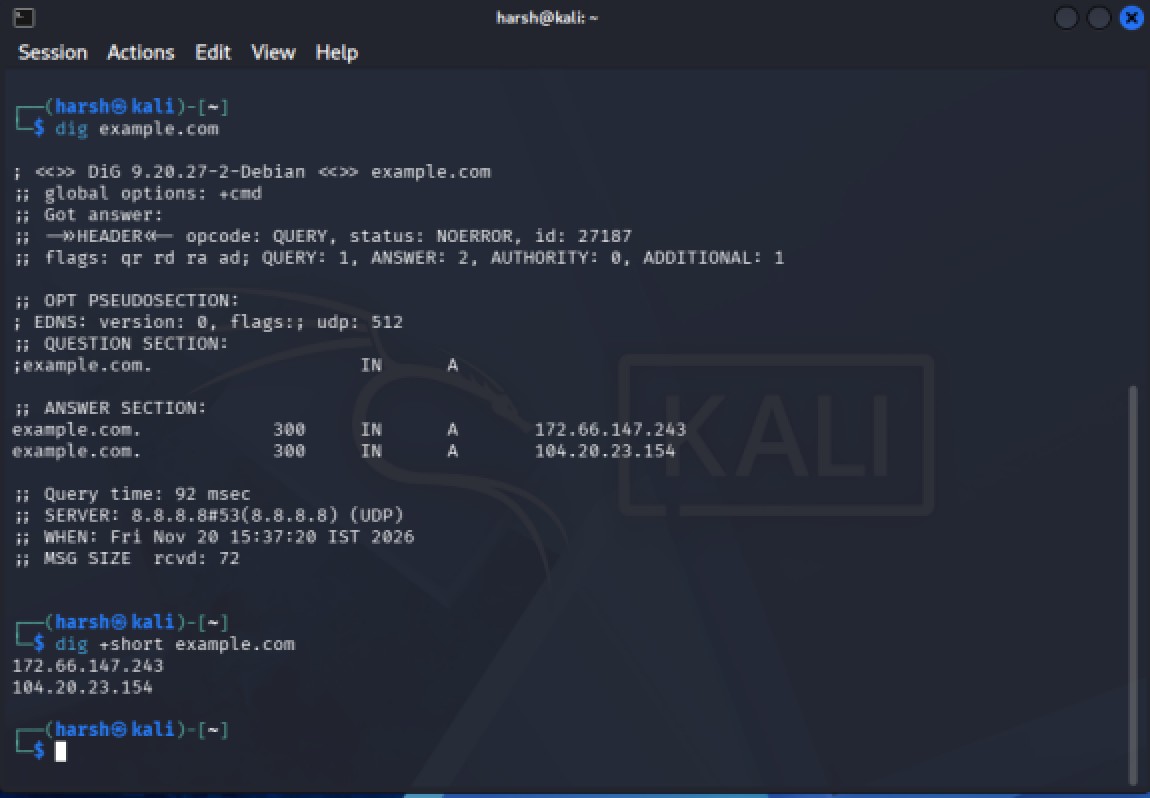 harsh@kali: ~
Session Actions Edit View Help
┌──(harsh㉿kali)-[~]
└─$ dig example.com
; <<>> DiG 9.20.27-2-Debian <<>> example.com
;; global options: +cmd
;; Got answer:
;; ->>HEADER<<- opcode: QUERY, status: NOERROR, id: 27187
;; flags: qr rd ra ad; QUERY: 1, ANSWER: 2, AUTHORITY: 0, ADDITIONAL: 1
;; OPT PSEUDOSECTION:
; EDNS: version: 0, flags:; udp: 512
;; QUESTION SECTION:
;example.com. IN A
;; ANSWER SECTION:
example.com. 300 IN A 172.66.147.243
example.com. 300 IN A 104.20.23.154
;; Query time: 92 msec
;; SERVER: 8.8.8.8#53(8.8.8.8) (UDP)
;; WHEN: Fri Nov 20 15:37:20 IST 2026
;; MSG SIZE rcvd: 72
┌──(harsh㉿kali)-[~]
└─$ dig +short example.com
172.66.147.243
104.20.23.154
┌──(harsh㉿kali)-[~]
└─$
KALI